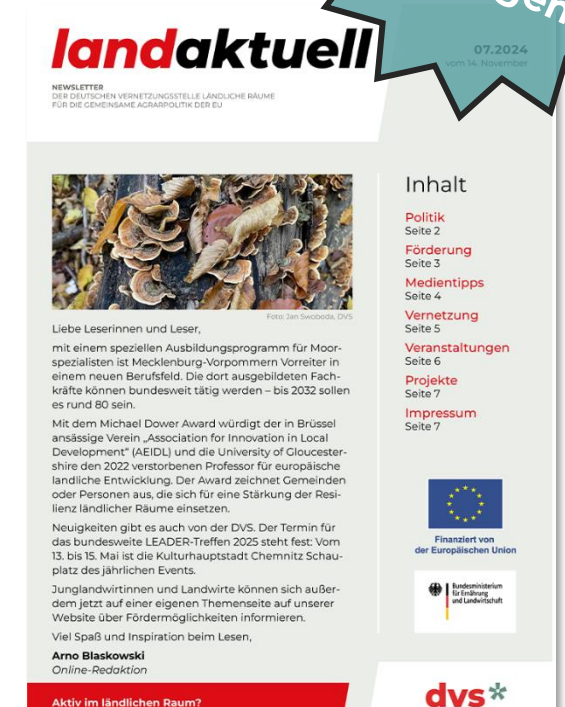 landaktuell
07.2024
vom 14. November
NEWSLETTER
DER DEUTSCHEN VERNETZUNGSSTELLE LÄNDLICHE RÄUME
FÜR DIE GEMEINSAME AGRARPOLITIK DER EU
Foto: Jan Swoboda, DVS
Liebe Leserinnen und Leser,
mit einem speziellen Ausbildungsprogramm für Moor-
spezialisten ist Mecklenburg-Vorpommern Vorreiter in
einem neuen Berufsfeld. Die dort ausgebildeten Fach-
kräfte können bundesweit tätig werden – bis 2032 sollen
es rund 80 sein.
Mit dem Michael Dower Award würdigt der in Brüssel
ansässige Verein „Association for Innovation in Local
Development“ (AEIDL) und die University of Gloucester-
shire den 2022 verstorbenen Professor für europäische
landliche Entwicklung. Der Award zeichnet Gemeinden
oder Personen aus, die sich für eine Stärkung der Resi-
lienz ländlicher Räume einsetzen.
Neuigkeiten gibt es auch von der DVS. Der Termin für
das bundesweite LEADER-Treffen 2025 steht fest: Vom
13. bis 15. Mai ist die Kulturhauptstadt Chemnitz Schau-
platz des jährlichen Events.
Junglandwirtinnen und Landwirte können sich außer-
dem jetzt auf einer eigenen Themenseite auf unserer
Website über Fördermöglichkeiten informieren.
Viel Spaß und Inspiration beim Lesen,
Arno Blaskowski
Online-Redaktion
Aktiv im ländlichen Raum?
Inhalt
Politik
Seite 2
Förderung
Seite 3
Medientipps
Seite 4
Vernetzung
Seite 5
Veranstaltungen
Seite 6
Projekte
Seite 7
Impressum
Seite 7
Finanziert von
der Europäischen Union
Bundesministerium
für Ernährung
und Landwirtschaft
dvs*